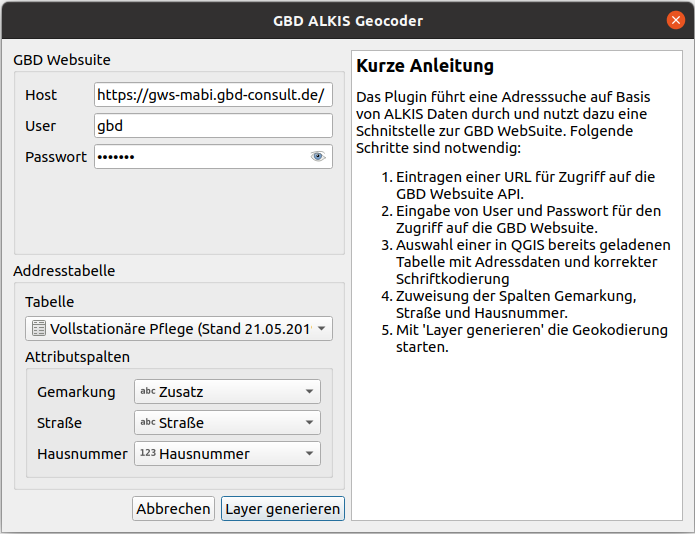 GBD ALKIS Geocoder
GBD Websuite
Host
https://gws-mabi.gbd-consult.de/
User
gbd
Passwort
•••••••
Addresstabelle
Tabelle
Vollstationäre Pflege (Stand 21.05.201
Attributspalten
Gemarkung
abc Zusatz
Straße
abc Straße
Hausnummer
123 Hausnummer
Abbrechen
Layer generieren
Kurze Anleitung
Das Plugin führt eine Adresssuche auf Basis
von ALKIS Daten durch und nutzt dazu eine
Schnitstelle zur GBD WebSuite. Folgende
Schritte sind notwendig:
1. Eintragen einer URL für Zugriff auf die
GBD Websuite API.
2. Eingabe von User und Passwort für den
Zugriff auf die GBD Websuite.
3. Auswahl einer in QGIS bereits geladenen
Tabelle mit Adressdaten und korrekter
Schriftkodierung
4. Zuweisung der Spalten Gemarkung,
Straße und Hausnummer.
5. Mit 'Layer generieren' die Geokodierung
starten.